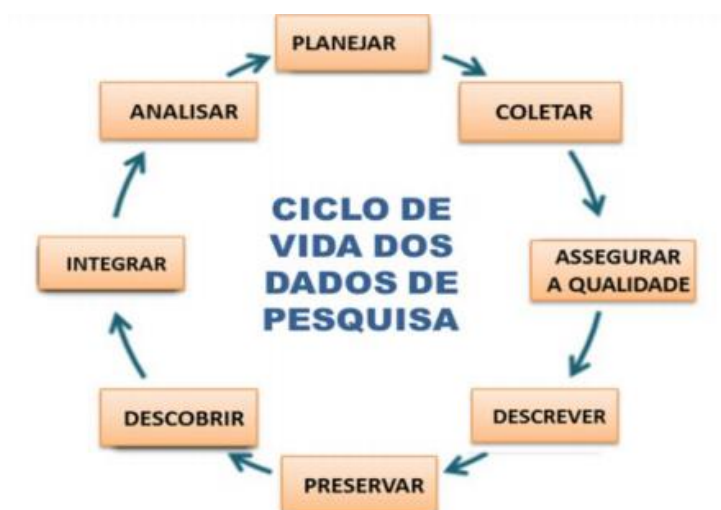 PLANEJAR
COLETAR
ASSEGURAR
A QUALIDADE
DESCREVER
PRESERVAR
DESCOBRIR
INTEGRAR
ANALISAR
CICLO DE
VIDA DOS
DADOS DE
PESQUISA